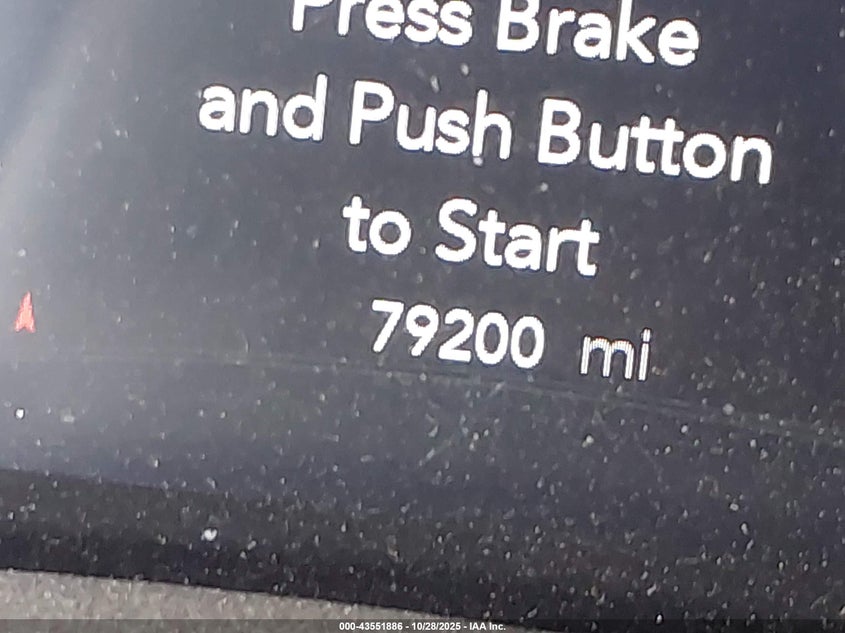 Press Brake
and Push Button
to Start
79200 mi
000-43551886 - 10/28/2025 - IAA Inc.